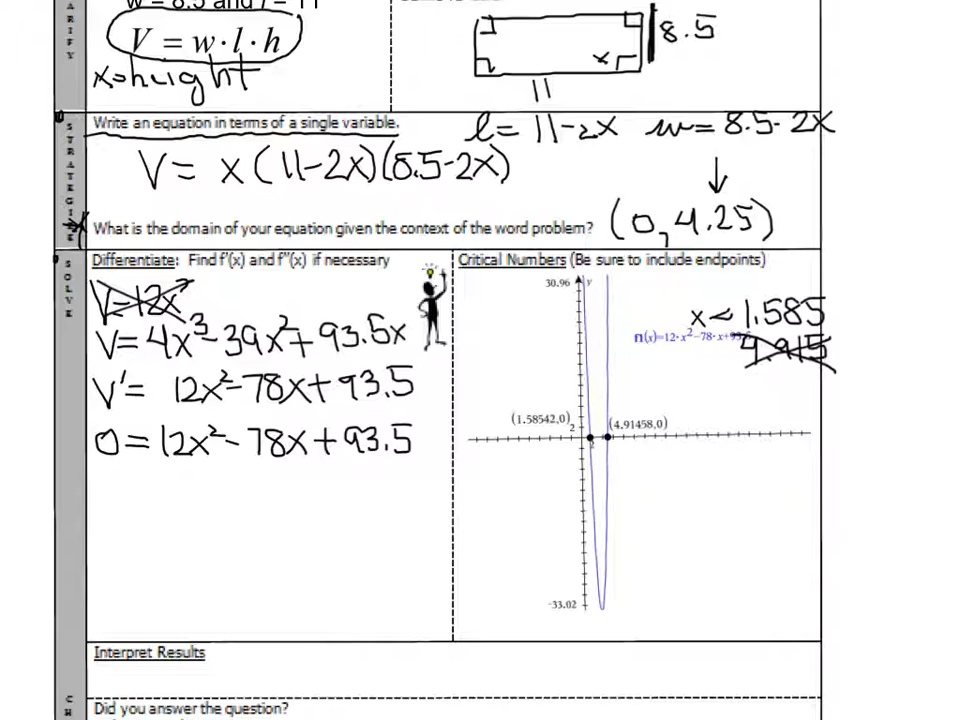 A
R
I
F
Y
w = 8.5 and l = 11
V = w · l · h
x=height
8.5
x
11
S
T
R
A
T
E
G
I
Z
E
Write an equation in terms of a single variable.
l = 11-2x w = 8.5-2x
V = x(11-2x)(8.5-2x)
What is the domain of your equation given the context of the word problem? (0, 4.25)
S
O
L
V
E
Differentiate: Find f'(x) and f"(x) if necessary
V=12x²
V=4x³-39x²+93.5x
V'= 12x²-78x+93.5
0=12x²-78x+93.5
Critical Numbers (Be sure to include endpoints)
30.96 y
x ≈ 1.585
4.915
f1(x)=12·x²-78·x+93.5
(1.58542,0) 2 (4.91458,0)
2
-33.02
Interpret Results
C
H
Did you answer the question?